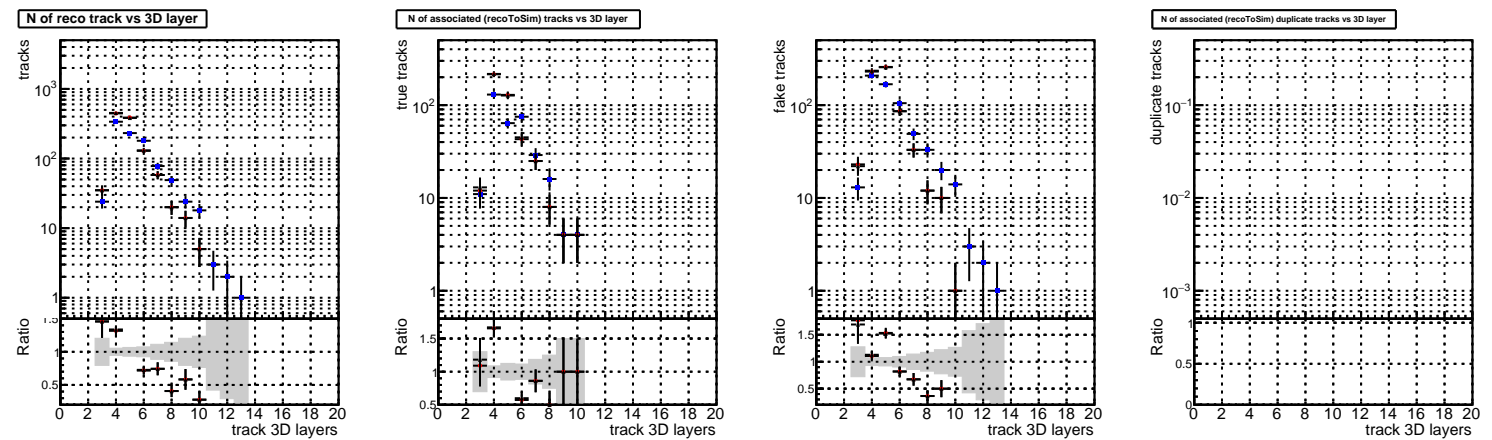 N of reco track vs 3D layer
tracks
10³
10²
10
1
1.5
1
0.5
Ratio
0 2 4 6 8 10 12 14 16 18 20
track 3D layers
N of associated (recoToSim) tracks vs 3D layer
true tracks
10²
10
1
1.5
1
0.5
Ratio
0 2 4 6 8 10 12 14 16 18 20
track 3D layers
fake tracks
10²
10
1
1.5
1
0.5
Ratio
0 2 4 6 8 10 12 14 16 18 20
track 3D layers
N of associated (recoToSim) duplicate tracks vs 3D layer
duplicate tracks
10⁻¹
10⁻²
10⁻³
1
0.5
0
Ratio
0 2 4 6 8 10 12 14 16 18 20
track 3D layers